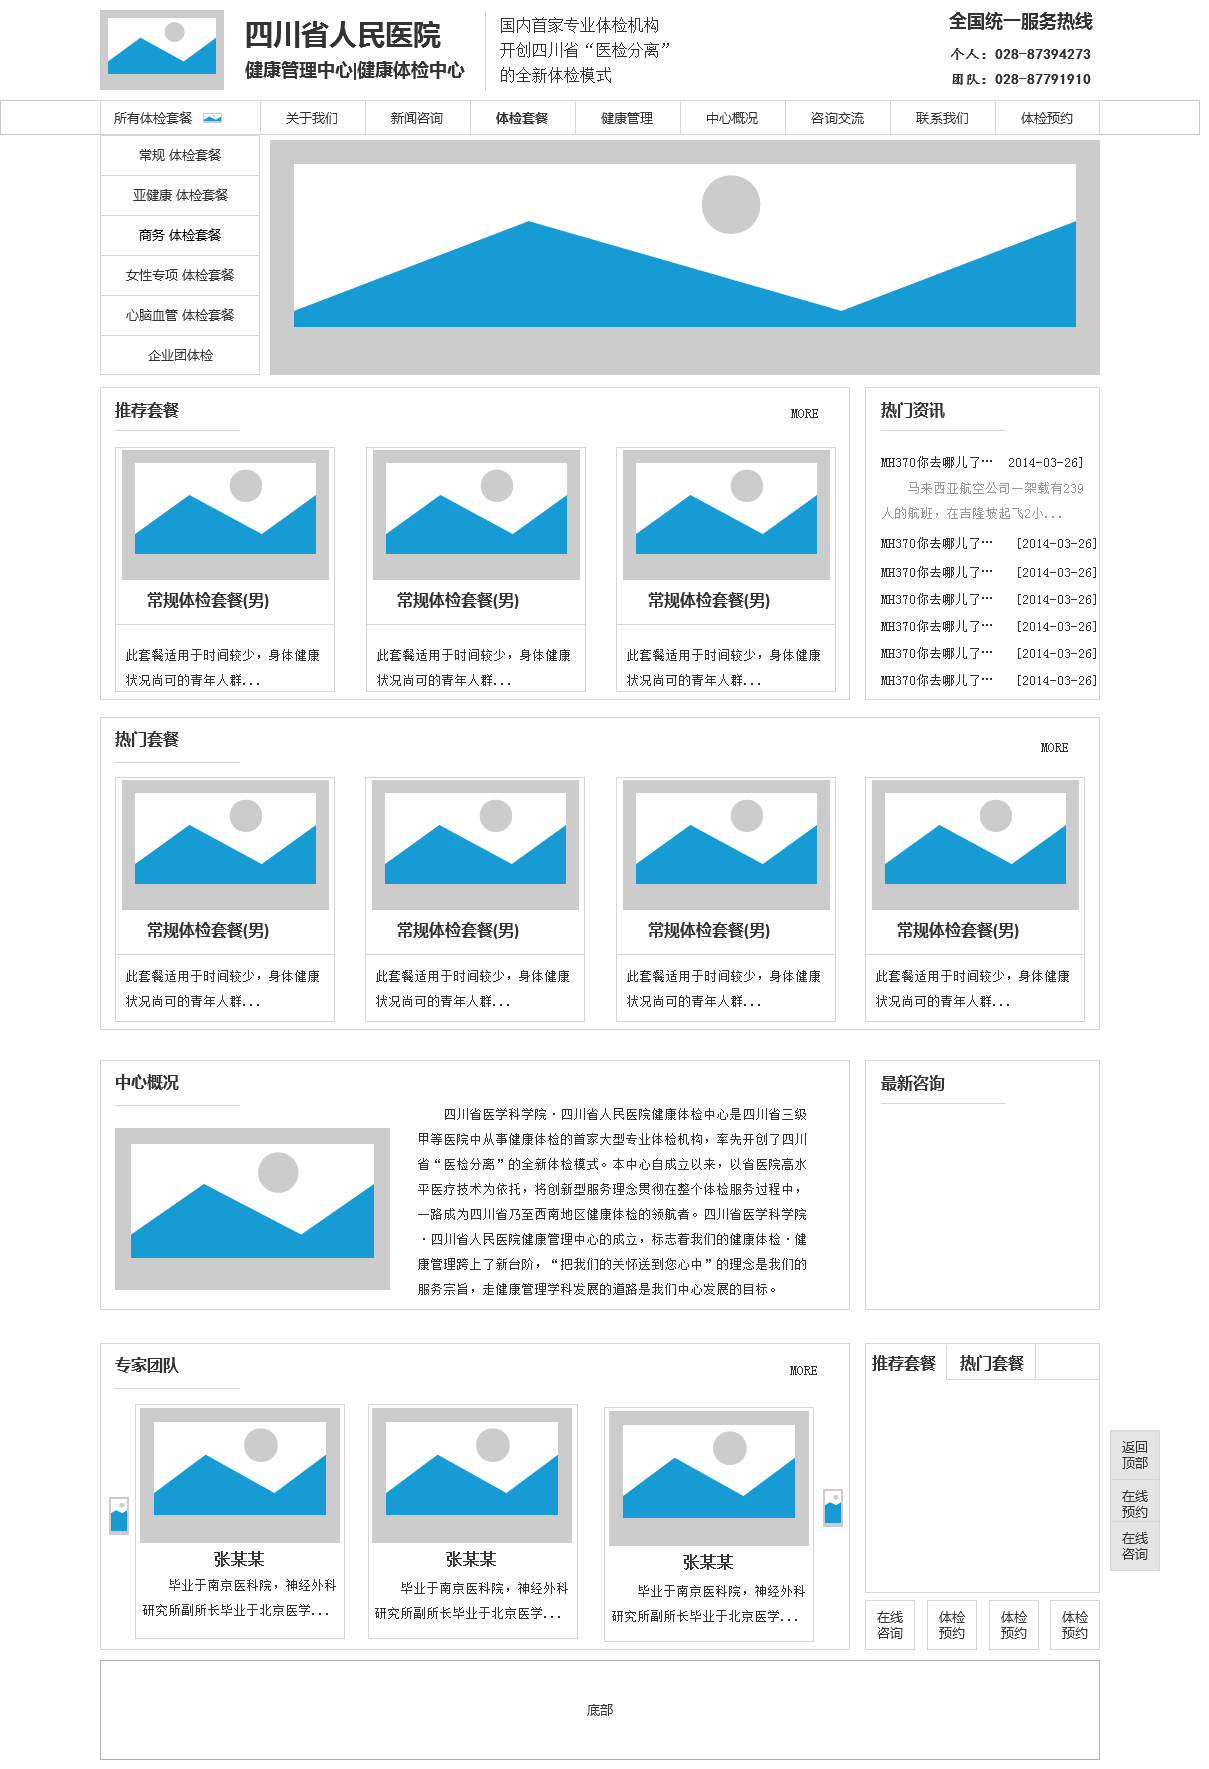 四川省人民医院
健康管理中心|健康体检中心
国内首家专业体检机构
开创四川省“医检分离”
的全新体检模式
全国统一服务热线
个人：028-87394273
团队：028-87791910
所有体检套餐
关于我们
新闻咨询
体检套餐
健康管理
中心概况
咨询交流
联系我们
体检预约
常规 体检套餐
亚健康 体检套餐
商务 体检套餐
女性专项 体检套餐
心脑血管 体检套餐
企业团体检
推荐套餐
MORE
常规体检套餐(男)
此套餐适用于时间较少，身体健康
状况尚可的青年人群...
常规体检套餐(男)
此套餐适用于时间较少，身体健康
状况尚可的青年人群...
常规体检套餐(男)
此套餐适用于时间较少，身体健康
状况尚可的青年人群...
热门资讯
MH370你去哪儿了… 2014-03-26]
马来西亚航空公司一架载有239
人的航班，在吉隆坡起飞2小...
MH370你去哪儿了… [2014-03-26]
MH370你去哪儿了… [2014-03-26]
MH370你去哪儿了… [2014-03-26]
MH370你去哪儿了… [2014-03-26]
MH370你去哪儿了… [2014-03-26]
MH370你去哪儿了… [2014-03-26]
热门套餐
MORE
常规体检套餐(男)
此套餐适用于时间较少，身体健康
状况尚可的青年人群...
常规体检套餐(男)
此套餐适用于时间较少，身体健康
状况尚可的青年人群...
常规体检套餐(男)
此套餐适用于时间较少，身体健康
状况尚可的青年人群...
常规体检套餐(男)
此套餐适用于时间较少，身体健康
状况尚可的青年人群...
中心概况
四川省医学科学院·四川省人民医院健康体检中心是四川省三级
甲等医院中从事健康体检的首家大型专业体检机构，率先开创了四川
省“医检分离”的全新体检模式。本中心自成立以来，以省医院高水
平医疗技术为依托，将创新型服务理念贯彻在整个体检服务过程中，
一路成为四川省乃至西南地区健康体检的领航者。四川省医学科学院
·四川省人民医院健康管理中心的成立，标志着我们的健康体检·健
康管理跨上了新台阶，“把我们的关怀送到您心中”的理念是我们的
服务宗旨，走健康管理学科发展的道路是我们中心发展的目标。
最新咨询
专家团队
MORE
张某某
毕业于南京医科院，神经外科
研究所副所长毕业于北京医学...
张某某
毕业于南京医科院，神经外科
研究所副所长毕业于北京医学...
张某某
毕业于南京医科院，神经外科
研究所副所长毕业于北京医学...
推荐套餐
热门套餐
返回
顶部
在线
预约
在线
咨询
在线
咨询
体检
预约
体检
预约
体检
预约
底部